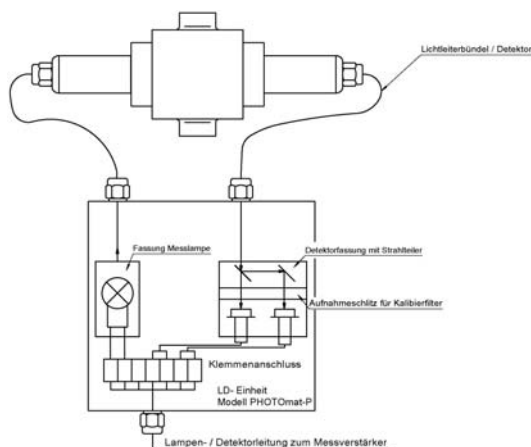 Lichtleiterbündel / Detektor
Fassung Messlampe
Detektorfassung mit Strahlteiler
Aufnahmeschlitz für Kalibierfilter
Klemmenanschluss
LD- Einheit
Modell PHOTOmat-P
Lampen- / Detektorleitung zum Messverstärker